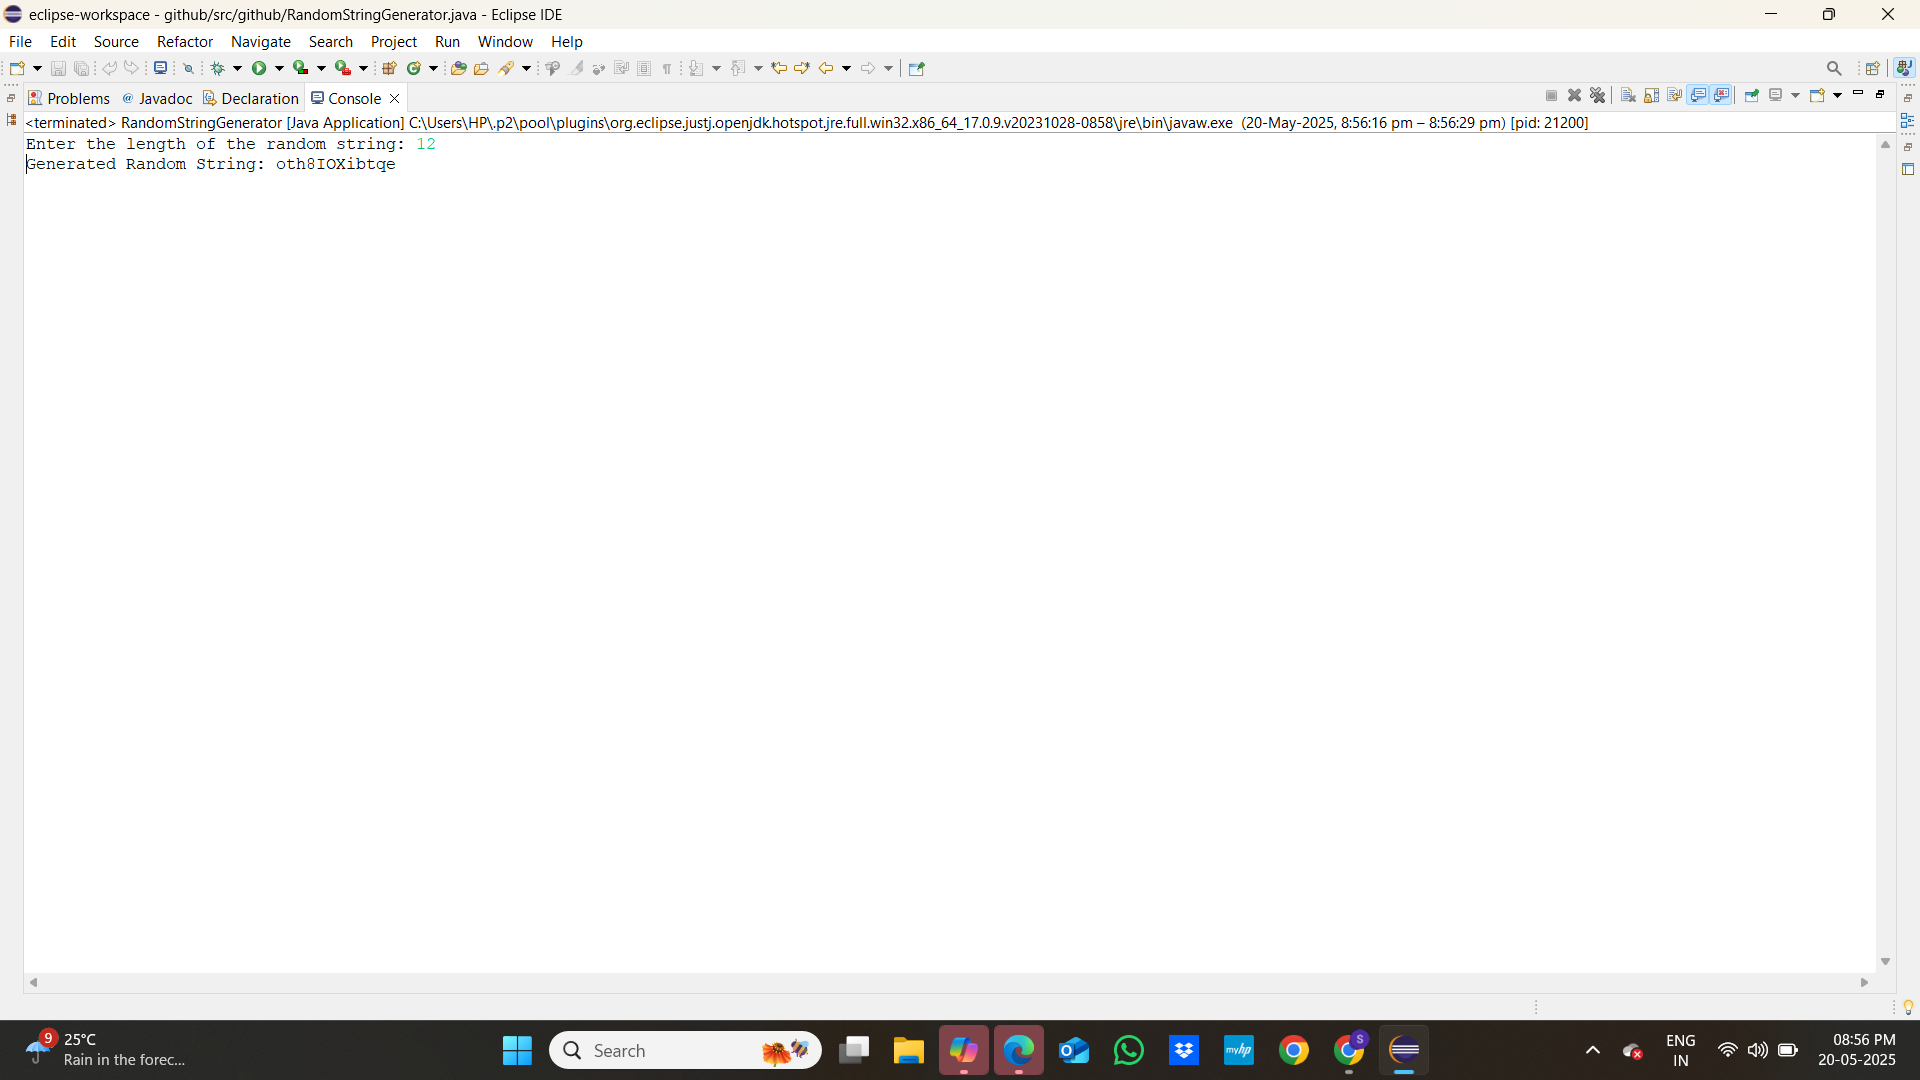 eclipse-workspace - github/src/github/RandomStringGenerator.java - Eclipse IDE
File Edit Source Refactor Navigate Search Project Run Window Help
Problems @ Javadoc Declaration Console
<terminated> RandomStringGenerator [Java Application] C:\Users\HP\.p2\pool\plugins\org.eclipse.justj.openjdk.hotspot.jre.full.win32.x86_64_17.0.9.v20231028-0858\jre\bin\javaw.exe (20-May-2025, 8:56:16 pm – 8:56:29 pm) [pid: 21200]
Enter the length of the random string: 12
Generated Random String: oth8IOXibtqe
9
25°C
Rain in the forec...
Search
myhp
S
ENG
IN
08:56 PM
20-05-2025